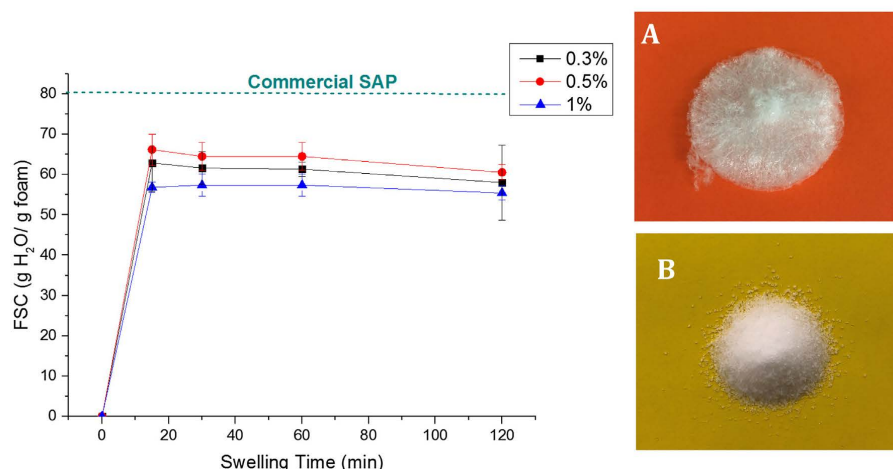 Commercial SAP
0.3%
0.5%
1%
FSC (g H₂O/ g foam)
80
70
60
50
40
30
20
10
0
0 20 40 60 80 100 120
Swelling Time (min)
A
B